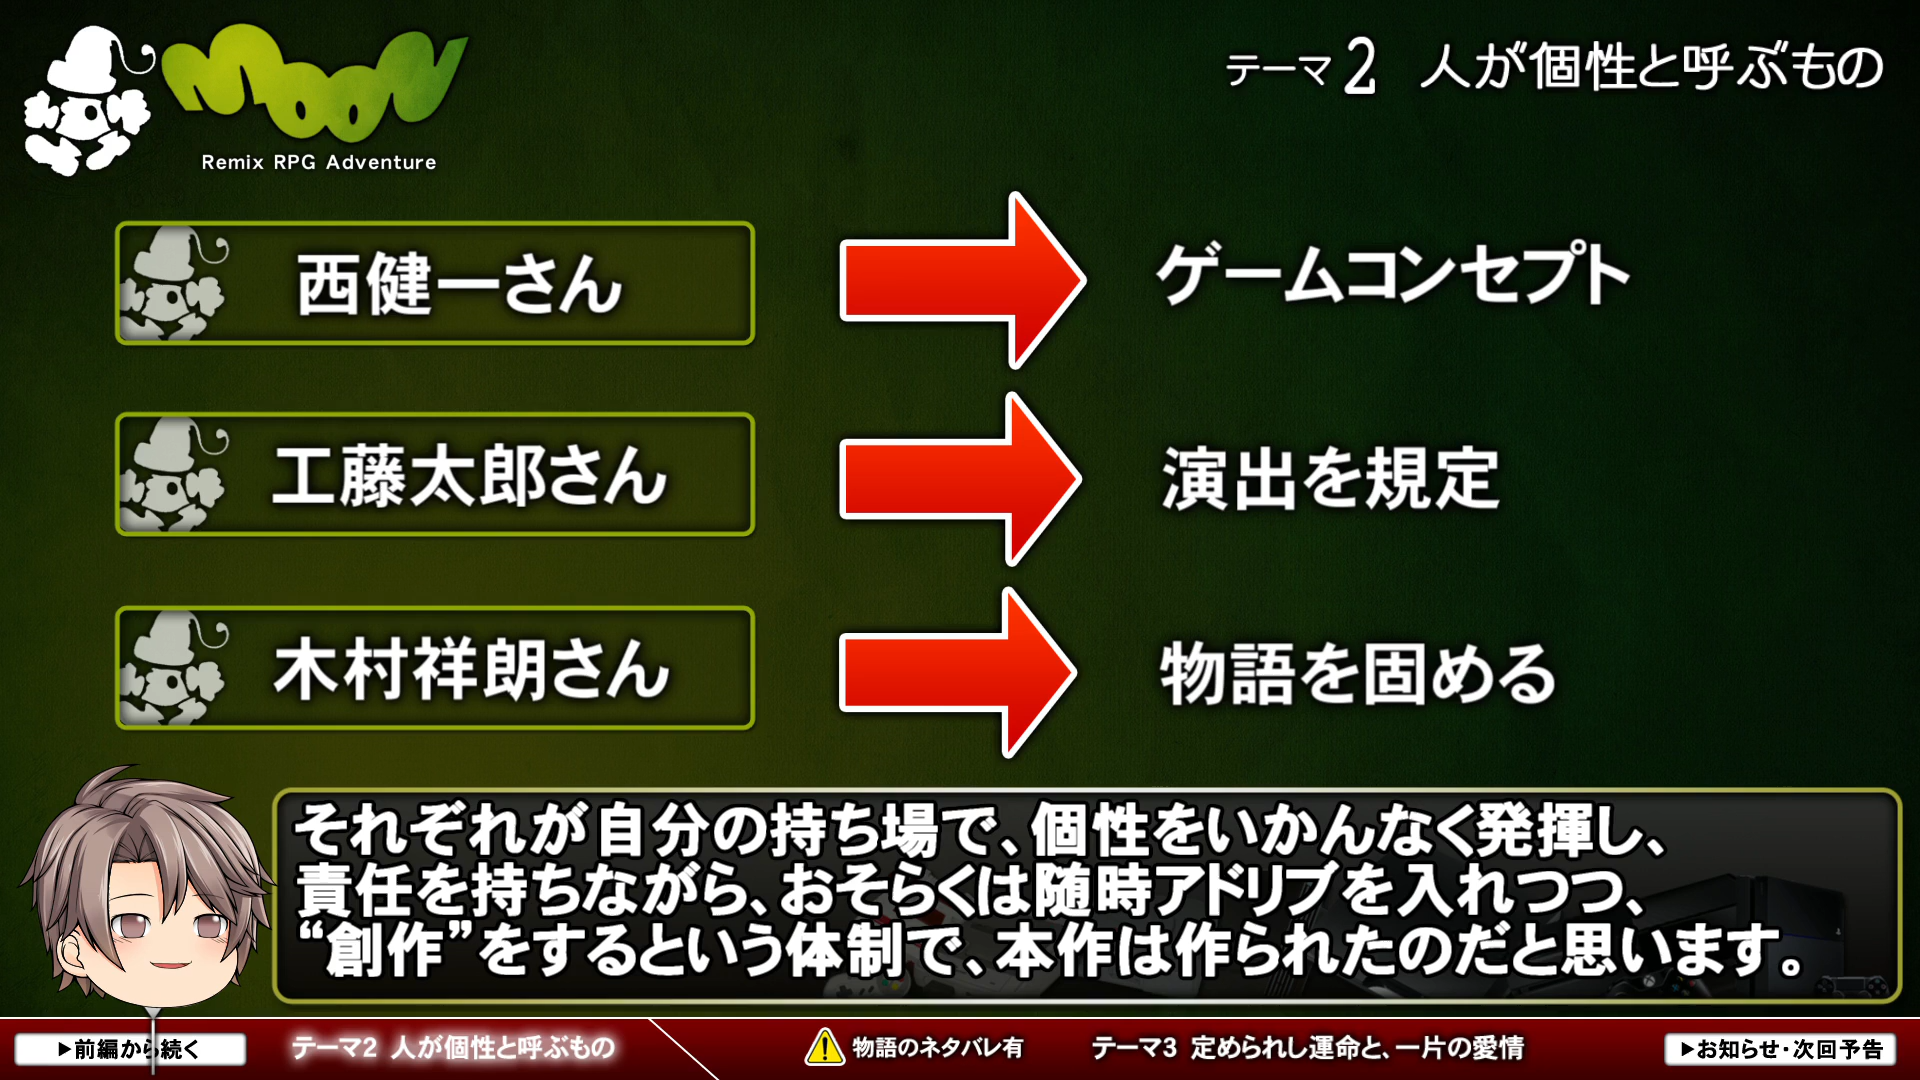 moon
Remix RPG Adventure
テーマ2 人が個性と呼ぶもの
西健一さん
ゲームコンセプト
工藤太郎さん
演出を規定
木村祥朗さん
物語を固める
それぞれが自分の持ち場で、個性をいかんなく発揮し、
責任を持ちながら、おそらくは随時アドリブを入れつつ、
“創作”をするという体制で、本作は作られたのだと思います。
▶前編から続く
テーマ2 人が個性と呼ぶもの
物語のネタバレ有
テーマ3 定められし運命と、一片の愛情
▶お知らせ・次回予告